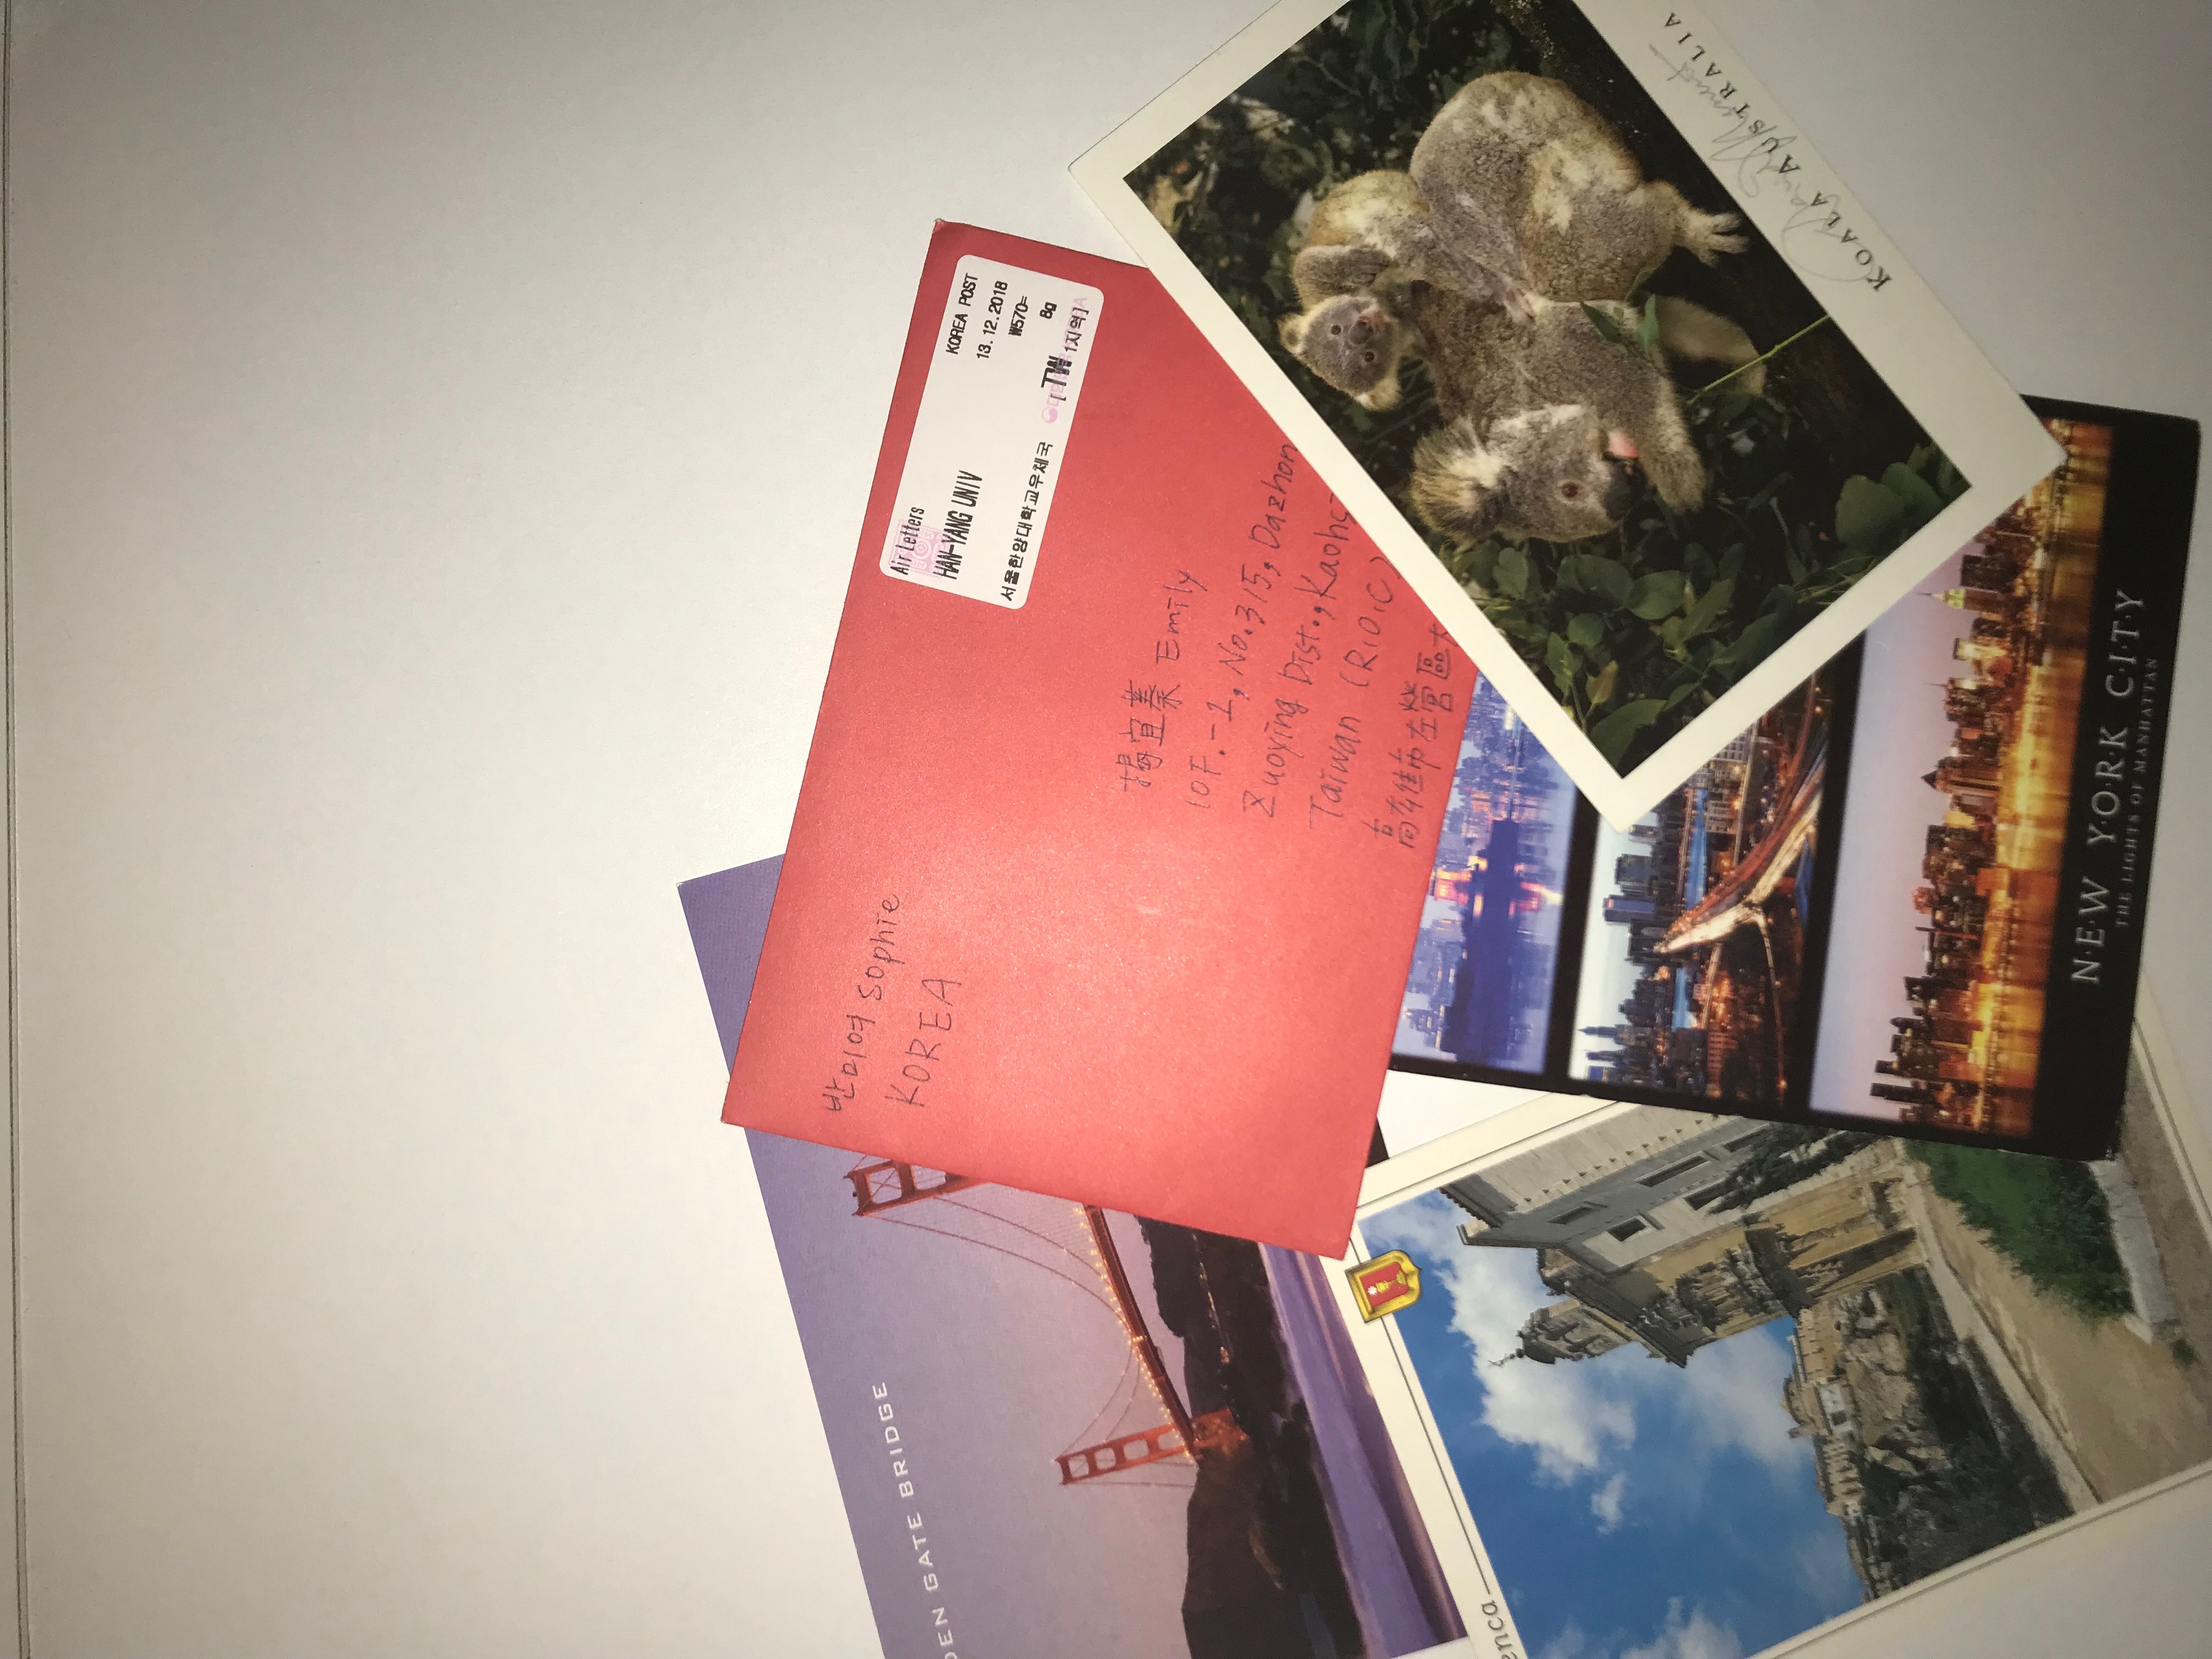 DEN GATE BRIDGE
반미여 Sophie
KOREA
Air Letters
HAN-YANG UNIV
서울한양대학교우체국
KOREA POST
13.12.2018
₩570=
8g
[TW 1지역]
揭宜蓁 Emily
10F.-1, No.315, Dazhon
Zuoying Dist., Kaohs
Taiwan (R.O.C)
高雄市左營區大
enca
N·E·W Y·O·R·K C·I·T·Y
THE LIGHTS OF MANHATTAN
KOALA AUSTRALIA